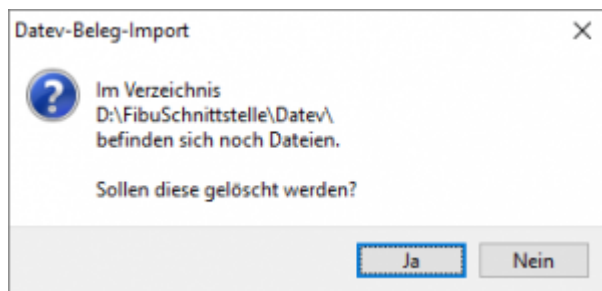 Datev-Beleg-Import
Im Verzeichnis
D:\FibuSchnittstelle\Datev\
befinden sich noch Dateien.
Sollen diese gelöscht werden?
Ja
Nein